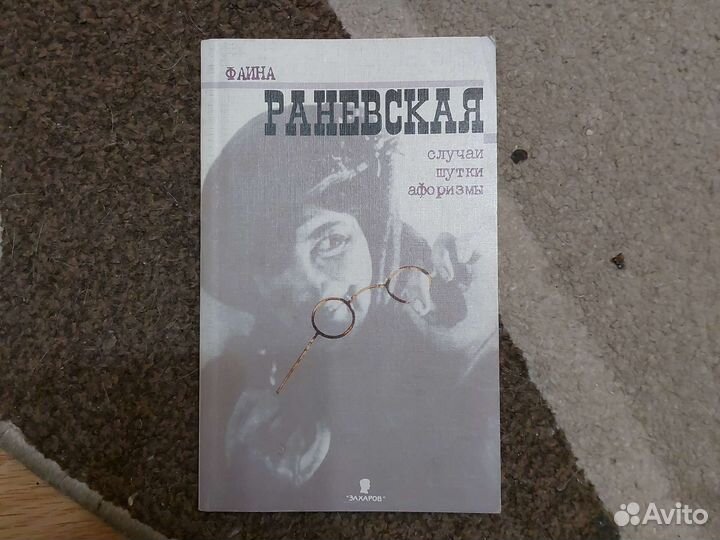 ФАИНА
РАНЕВСКАЯ
случаи
шутки
афоризмы
"ЗАХАРОВ"
Avito